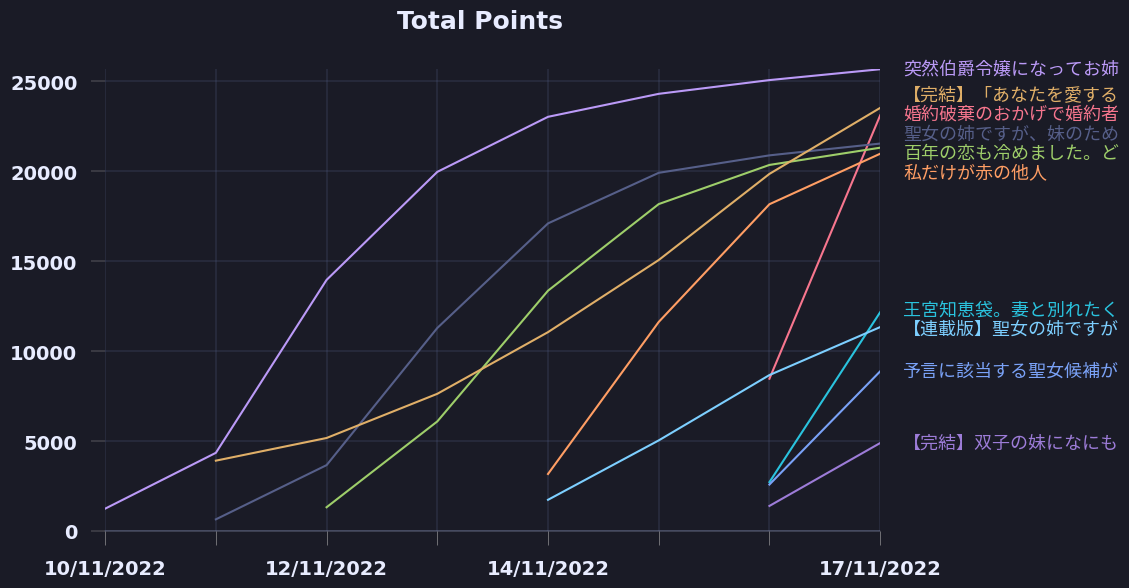 Total Points
25000
20000
15000
10000
5000
0
10/11/2022
12/11/2022
14/11/2022
17/11/2022
突然伯爵令嬢になってお姉
【完結】「あなたを愛する
婚約破棄のおかげで婚約者
聖女の姉ですが、妹のため
百年の恋も冷めました。ど
私だけが赤の他人
王宮知恵袋。妻と別れたく
【連載版】聖女の姉ですが
予言に該当する聖女候補が
【完結】双子の妹になにも